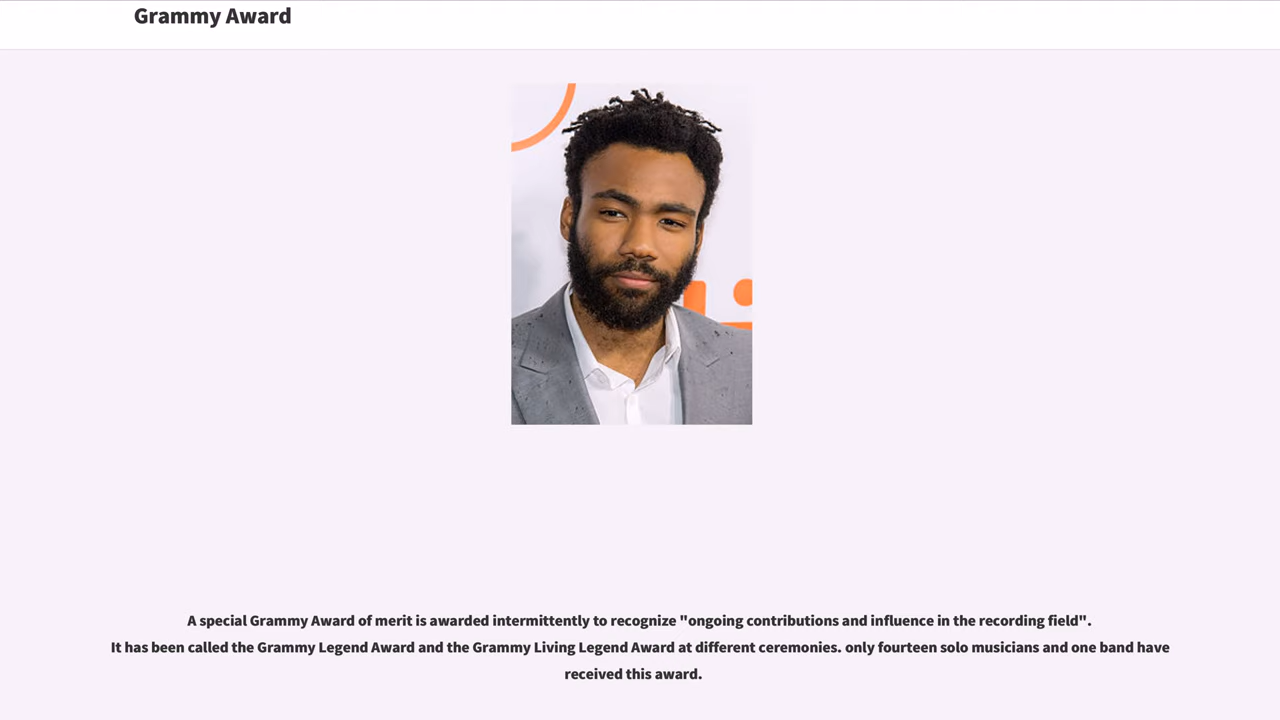 Grammy Award
A special Grammy Award of merit is awarded intermittently to recognize "ongoing contributions and influence in the recording field".
It has been called the Grammy Legend Award and the Grammy Living Legend Award at different ceremonies. only fourteen solo musicians and one band have
received this award.